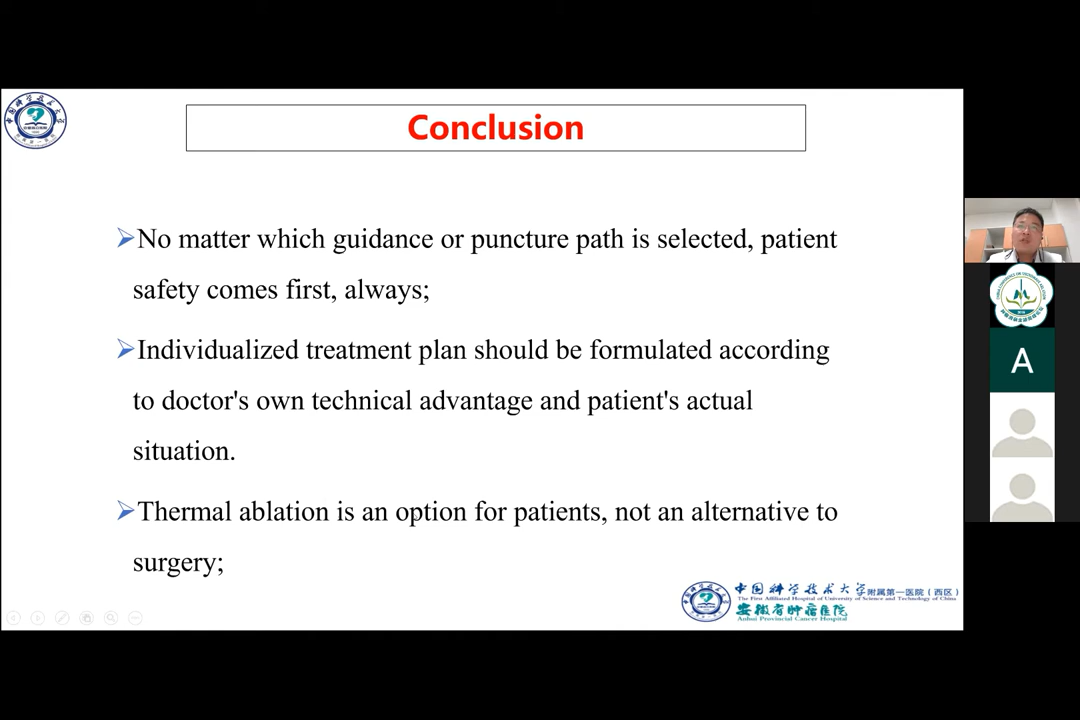 Conclusion
➢No matter which guidance or puncture path is selected, patient
safety comes first, always;
➢Individualized treatment plan should be formulated according
to doctor's own technical advantage and patient's actual
situation.
➢Thermal ablation is an option for patients, not an alternative to
surgery;
中国科学技术大学附属第一医院（西区）
The First Affiliated Hospital of University of Science and Technology of China
安徽省肿瘤医院
Anhui Provincial Cancer Hospital
A